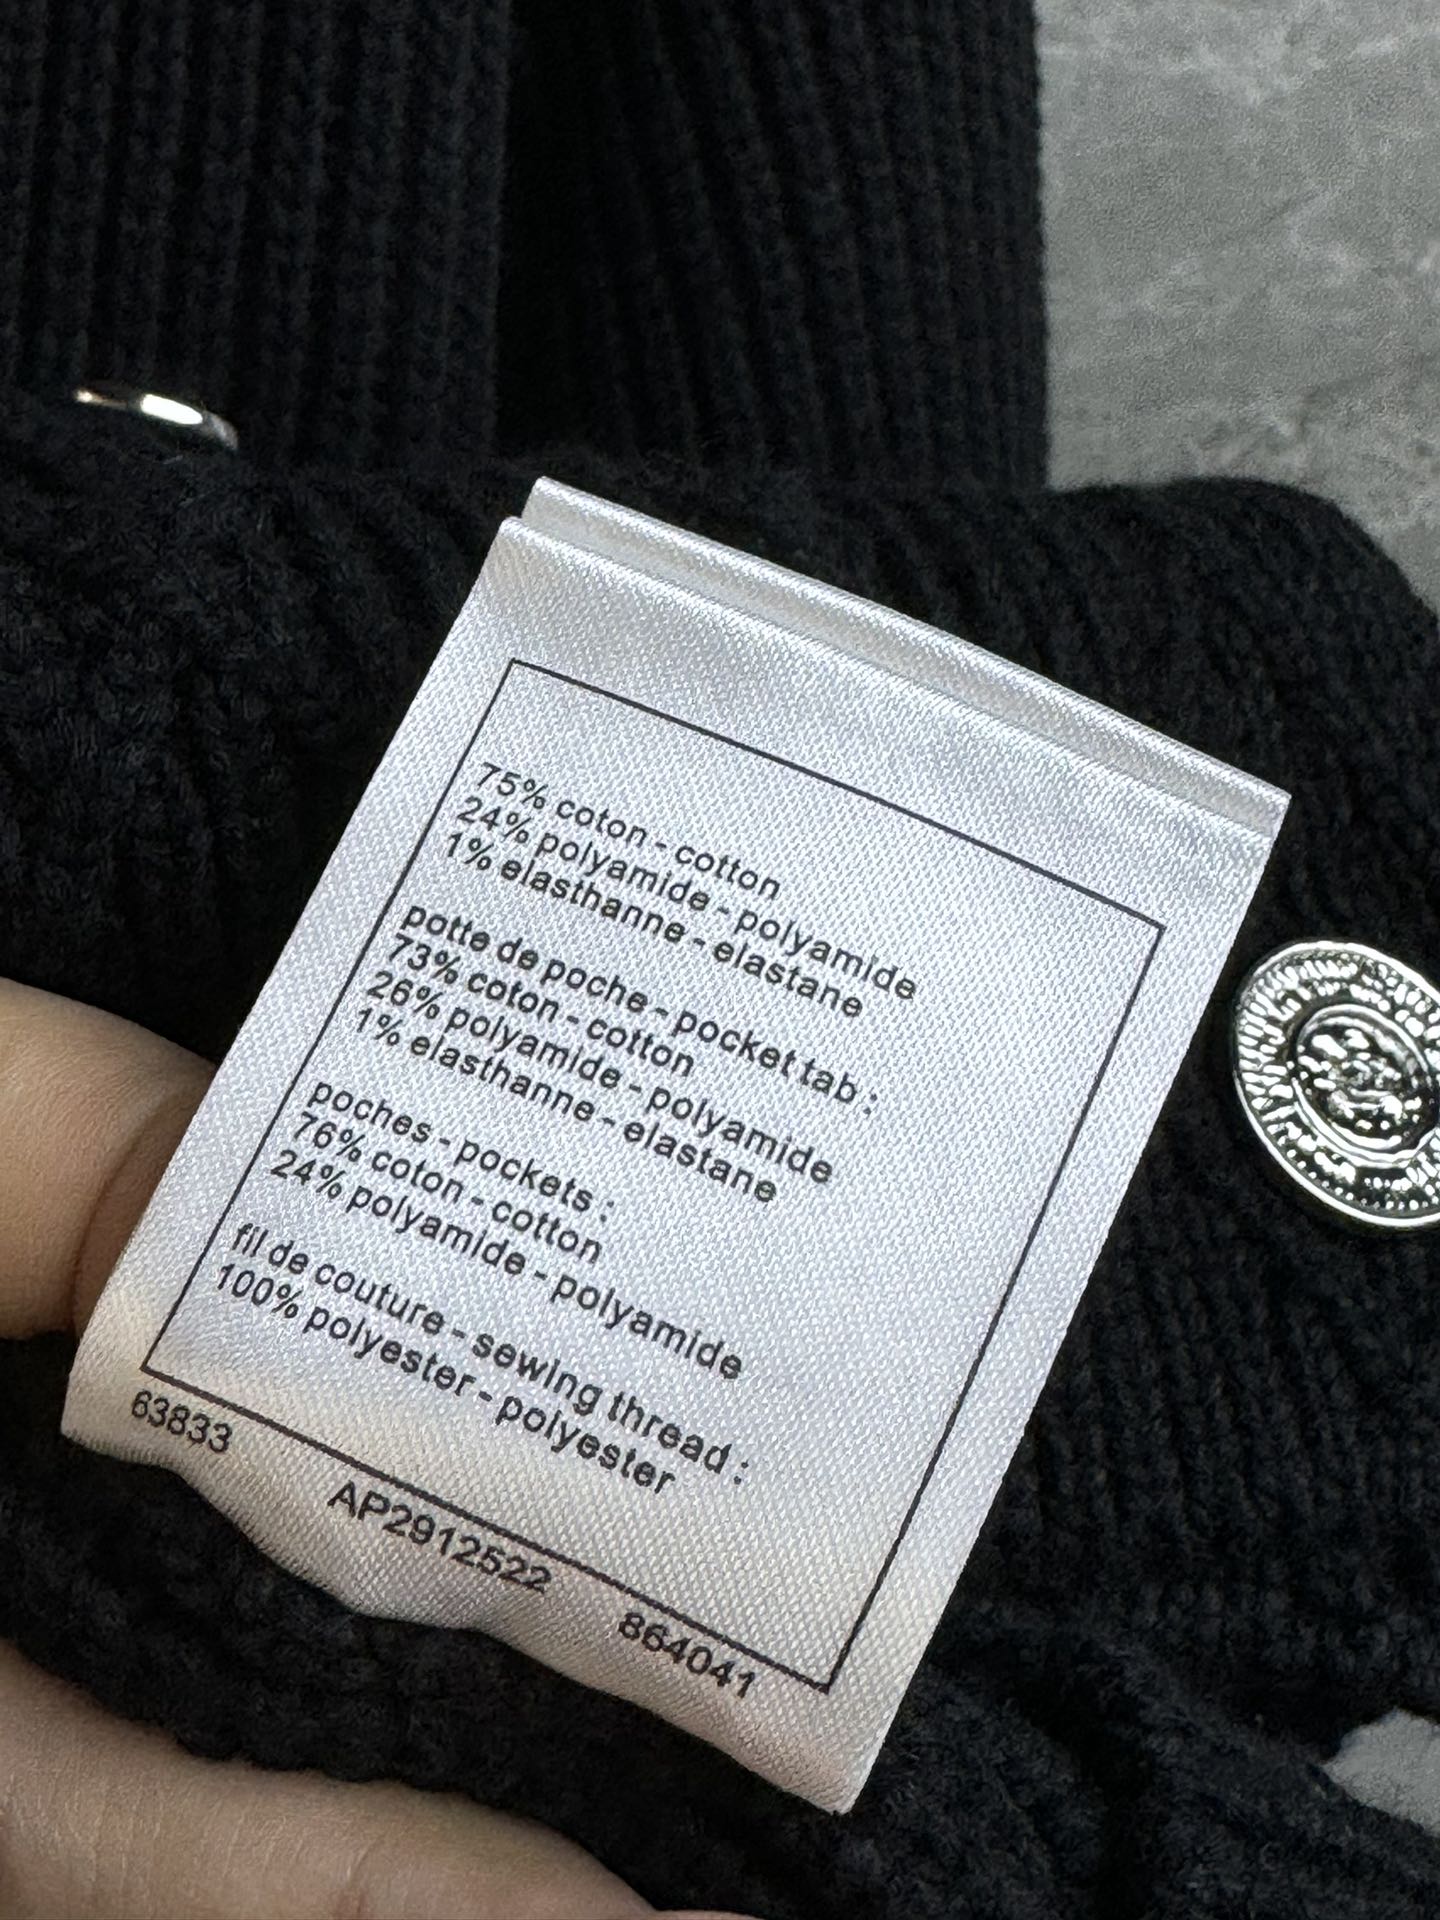 75% coton - cotton
24% polyamide - polyamide
1% elasthanne - elastane
patte de poche - pocket tab :
73% coton - cotton
26% polyamide - polyamide
1% elasthanne - elastane
poches - pockets :
76% coton - cotton
24% polyamide - polyamide
fil de couture - sewing thread :
100% polyester - polyester
63833
AP2912522
864041